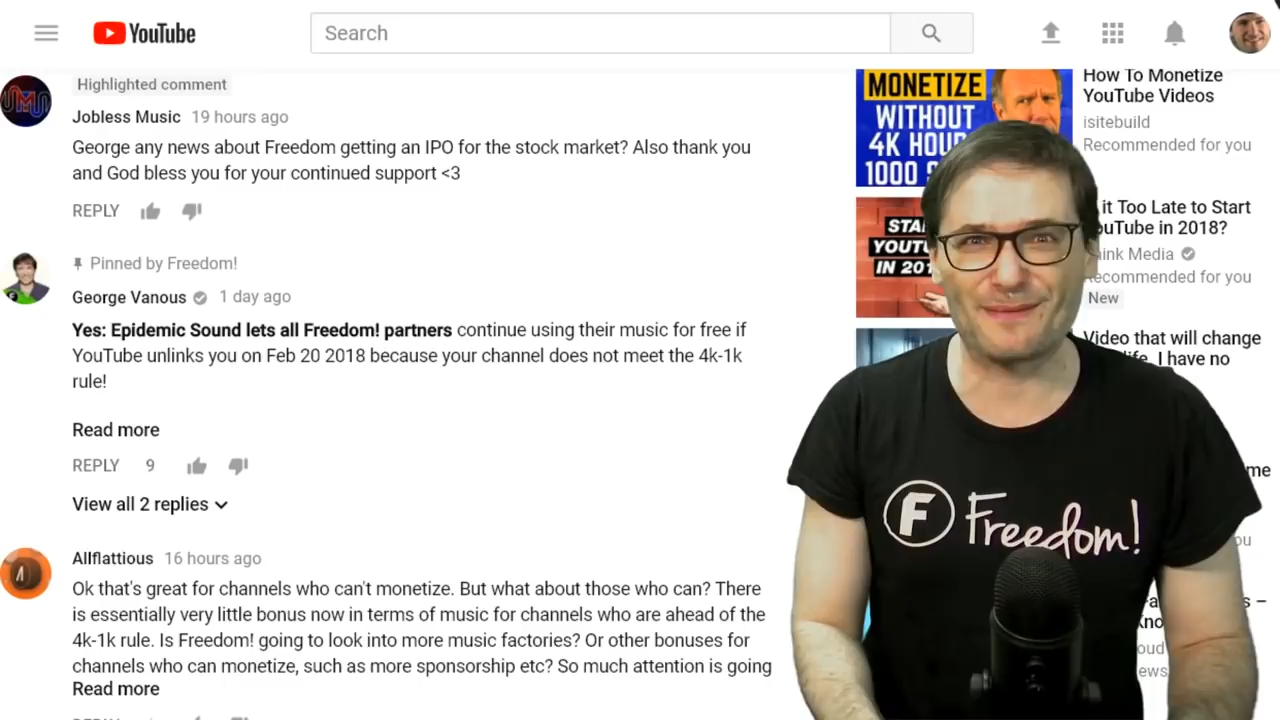 YouTube
Search
Highlighted comment
Jobless Music 19 hours ago
George any news about Freedom getting an IPO for the stock market? Also thank you
and God bless you for your continued support <3
REPLY
Pinned by Freedom!
George Vanous 1 day ago
Yes: Epidemic Sound lets all Freedom! partners continue using their music for free if
YouTube unlinks you on Feb 20 2018 because your channel does not meet the 4k-1k
rule!
Read more
REPLY 9
View all 2 replies
Allflattious 16 hours ago
Ok that's great for channels who can't monetize. But what about those who can? There
is essentially very little bonus now in terms of music for channels who are ahead of the
4k-1k rule. Is Freedom! going to look into more music factories? Or other bonuses for
channels who can monetize, such as more sponsorship etc? So much attention is going
Read more
MONETIZE
WITHOUT
1000
How To Monetize
YouTube Videos
isitebuild
Recommended for you
it Too Late to Start
in 2018?
Media
for you
New
Video that will change
I have no
F Freedom!